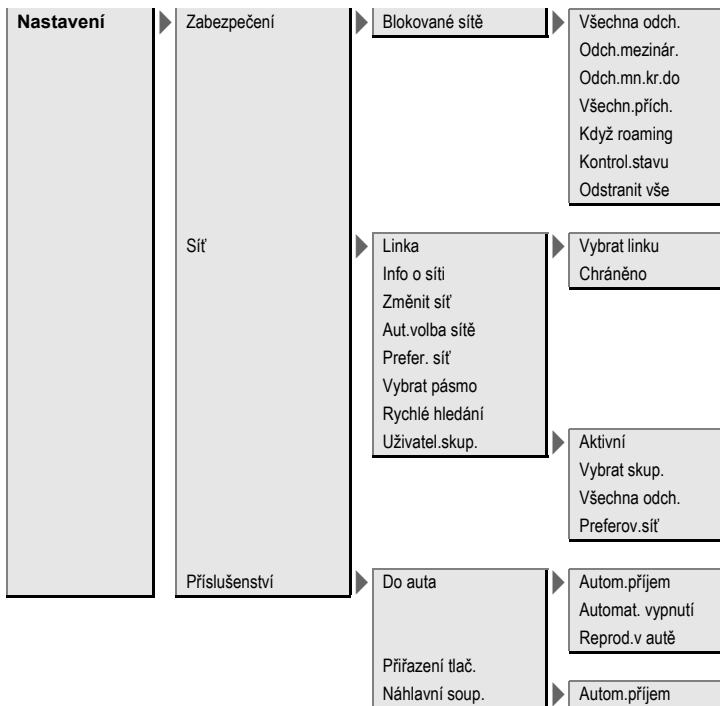 Nastavení
Zabezpečení
Blokované sítě
Všechna odch.
Odch.mezinár.
Odch.mn.kr.do
Všechn.přích.
Když roaming
Kontrol.stavu
Odstranit vše
Síť
Linka
Vybrat linku
Chráněno
Info o síti
Změnit síť
Aut.volba sítě
Prefer. síť
Vybrat pásmo
Rychlé hledání
Uživatel.skup.
Aktivní
Vybrat skup.
Všechna odch.
Preferov.síť
Příslušenství
Do auta
Autom.příjem
Automat. vypnutí
Reprod.v autě
Přiřazení tlač.
Náhlavní soup.
Autom.příjem